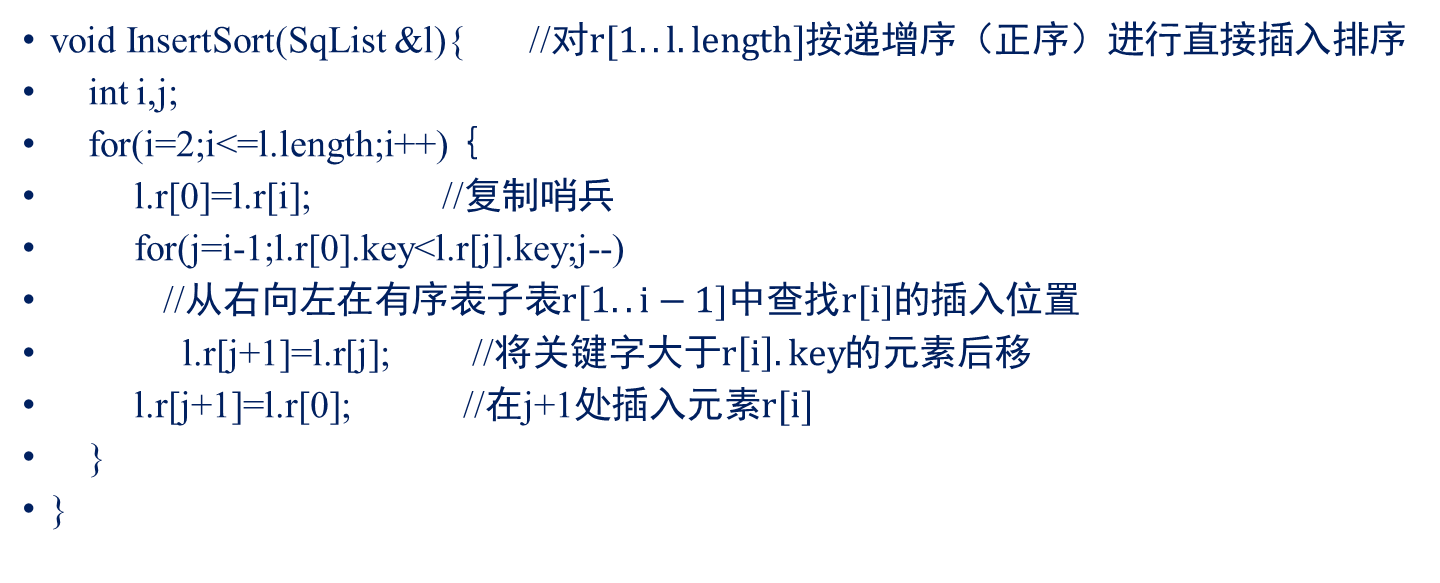 • void InsertSort(SqList &l){ //对r[1..l.length]按递增序（正序）进行直接插入排序
• int i,j;
• for(i=2;i<=l.length;i++)｛
• l.r[0]=l.r[i]; //复制哨兵
• for(j=i-1;l.r[0].key<l.r[j].key;j--)
• //从右向左在有序表子表r[1..i − 1]中查找r[i]的插入位置
• l.r[j+1]=l.r[j]; //将关键字大于r[i].key的元素后移
• l.r[j+1]=l.r[0]; //在j+1处插入元素r[i]
• }
• }